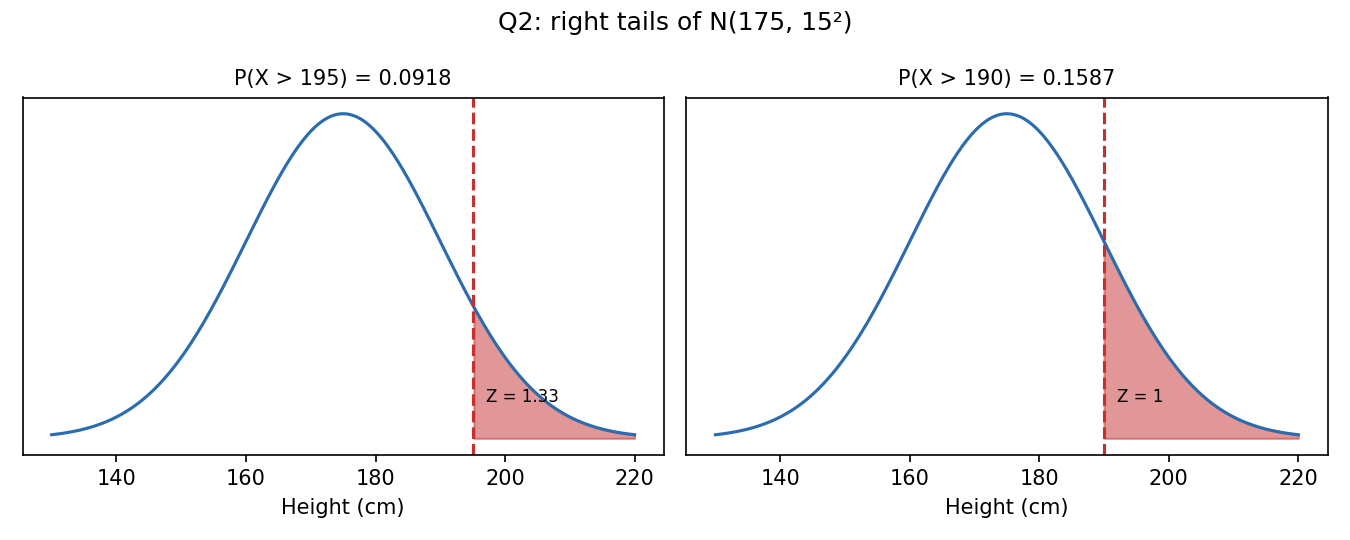 Q2: right tails of N(175, 15²)
P(X > 195) = 0.0918
Z = 1.33
140 160 180 200 220
Height (cm)
P(X > 190) = 0.1587
Z = 1
140 160 180 200 220
Height (cm)